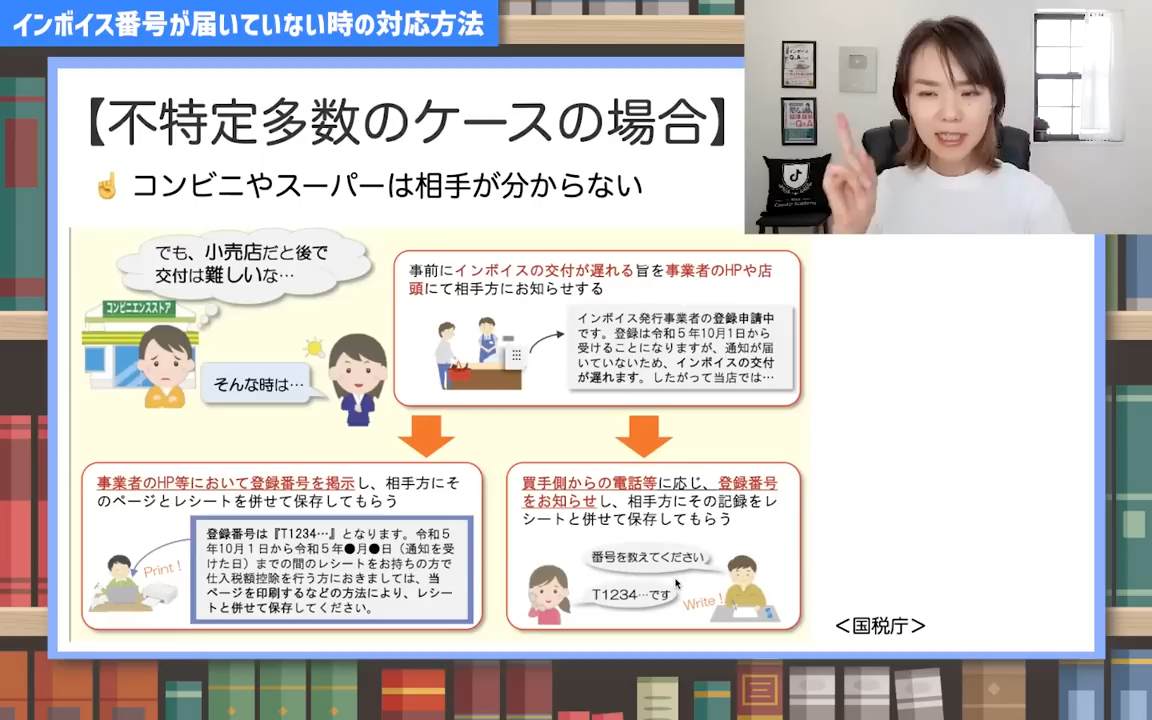 インボイス番号が届いていない時の対応方法
【不特定多数のケースの場合】
☝コンビニやスーパーは相手が分からない
でも、小売店だと後で
交付は難しいな…
コンビニエンスストア
そんな時は…
事前にインボイスの交付が遅れる旨を事業者のHPや店
頭にて相手方にお知らせする
インボイス発行事業者の登録申請中
です。登録は令和５年10月１日から
受けることになりますが、通知が届
いていないため、インボイスの交付
が遅れます。したがって当店では…
事業者のHP等において登録番号を掲示し、相手方にそ
のページとレシートを併せて保存してもらう
登録番号は『T1234…』となります。令和５
年10月１日から令和５年●月●日（通知を受
けた日）までの間のレシートをお持ちの方で
仕入税額控除を行う方におきましては、当
ページを印刷するなどの方法により、レシー
トと併せて保存してください。
Print！
買手側からの電話等に応じ、登録番号
をお知らせし、相手方にその記録をレ
シートと併せて保存してもらう
番号を教えてください
T1234…です
Write！
＜国税庁＞